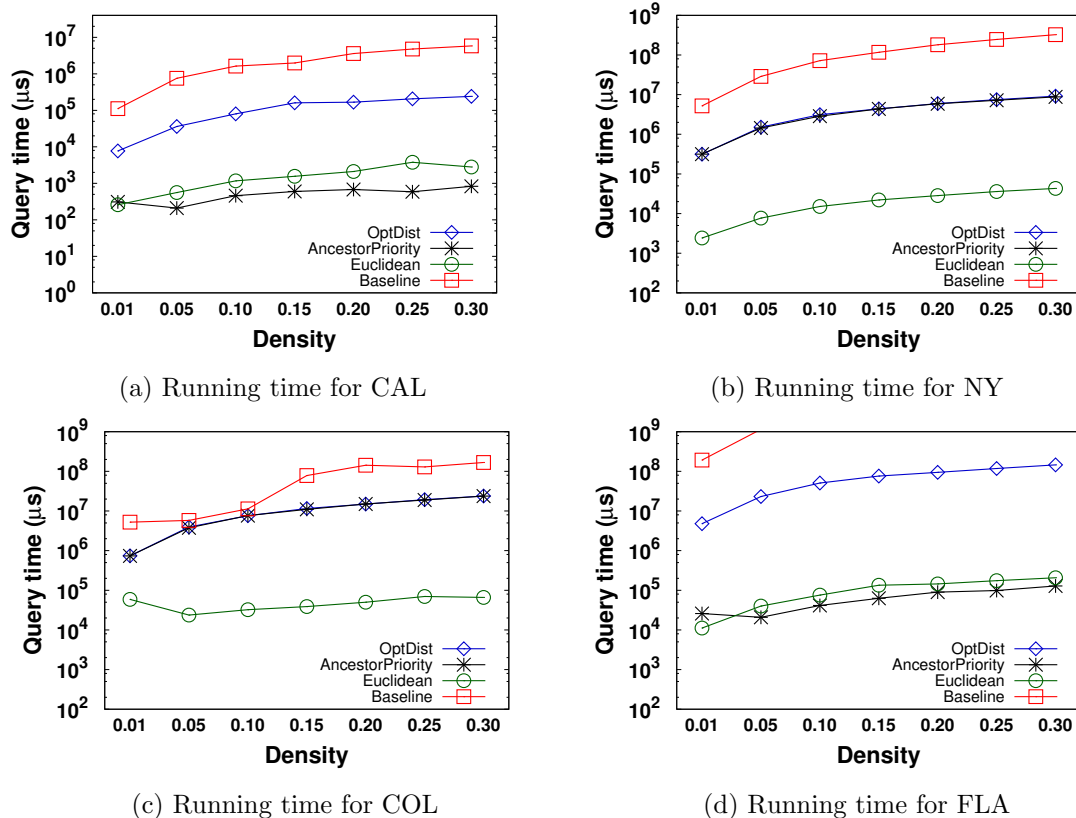 Query time (μs)
10^7
10^6
10^5
10^4
10^3
10^2
10^1
10^0
OptDist
AncestorPriority
Euclidean
Baseline
0.01 0.05 0.10 0.15 0.20 0.25 0.30
Density
(a) Running time for CAL
Query time (μs)
10^9
10^8
10^7
10^6
10^5
10^4
10^3
10^2
OptDist
AncestorPriority
Euclidean
Baseline
0.01 0.05 0.10 0.15 0.20 0.25 0.30
Density
(b) Running time for NY
Query time (μs)
10^9
10^8
10^7
10^6
10^5
10^4
10^3
10^2
OptDist
AncestorPriority
Euclidean
Baseline
0.01 0.05 0.10 0.15 0.20 0.25 0.30
Density
(c) Running time for COL
Query time (μs)
10^9
10^8
10^7
10^6
10^5
10^4
10^3
10^2
OptDist
AncestorPriority
Euclidean
Baseline
0.01 0.05 0.10 0.15 0.20 0.25 0.30
Density
(d) Running time for FLA